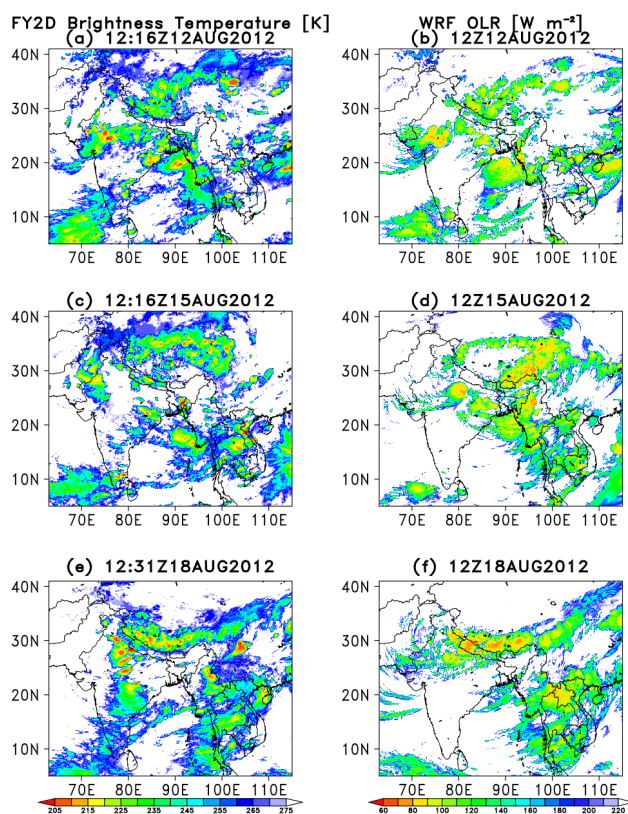 FY2D Brightness Temperature [K] WRF OLR [W m⁻²]
(a) 12:16Z12AUG2012 (b) 12Z12AUG2012
40N 40N
30N 30N
20N 20N
10N 10N
70E 80E 90E 100E 110E 70E 80E 90E 100E 110E
(c) 12:16Z15AUG2012 (d) 12Z15AUG2012
40N 40N
30N 30N
20N 20N
10N 10N
70E 80E 90E 100E 110E 70E 80E 90E 100E 110E
(e) 12:31Z18AUG2012 (f) 12Z18AUG2012
40N 40N
30N 30N
20N 20N
10N 10N
70E 80E 90E 100E 110E 70E 80E 90E 100E 110E
205 215 225 235 245 255 265 275 60 80 100 120 140 160 180 200 220